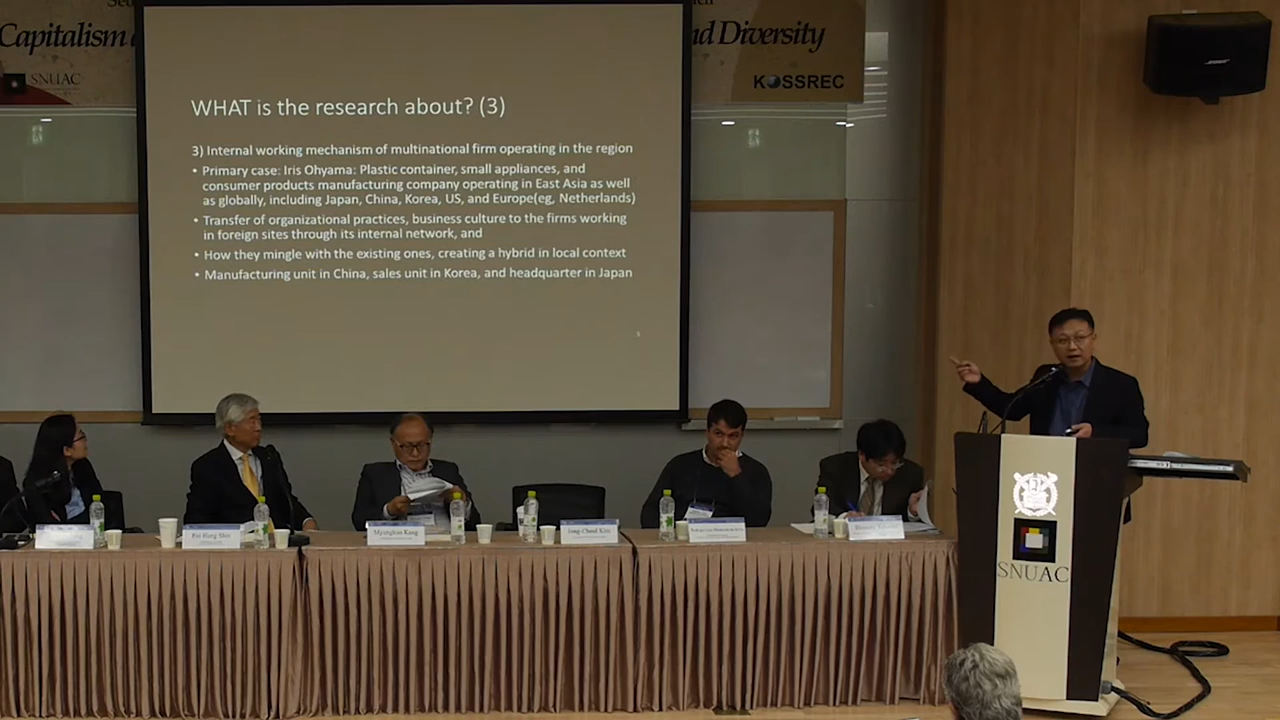 Capitalism
nd Diversity
SNUAC
KOSSREC
BOSE
WHAT is the research about? (3)
3) Internal working mechanism of multinational firm operating in the region
• Primary case: Iris Ohyama: Plastic container, small appliances, and
consumer products manufacturing company operating in East Asia as well
as globally, including Japan, China, Korea, US, and Europe(eg, Netherlands)
• Transfer of organizational practices, business culture to the firms working
in foreign sites through its internal network, and
• How they mingle with the existing ones, creating a hybrid in local context
• Manufacturing unit in China, sales unit in Korea, and headquarter in Japan
Myungkoo Kang
SNUAC